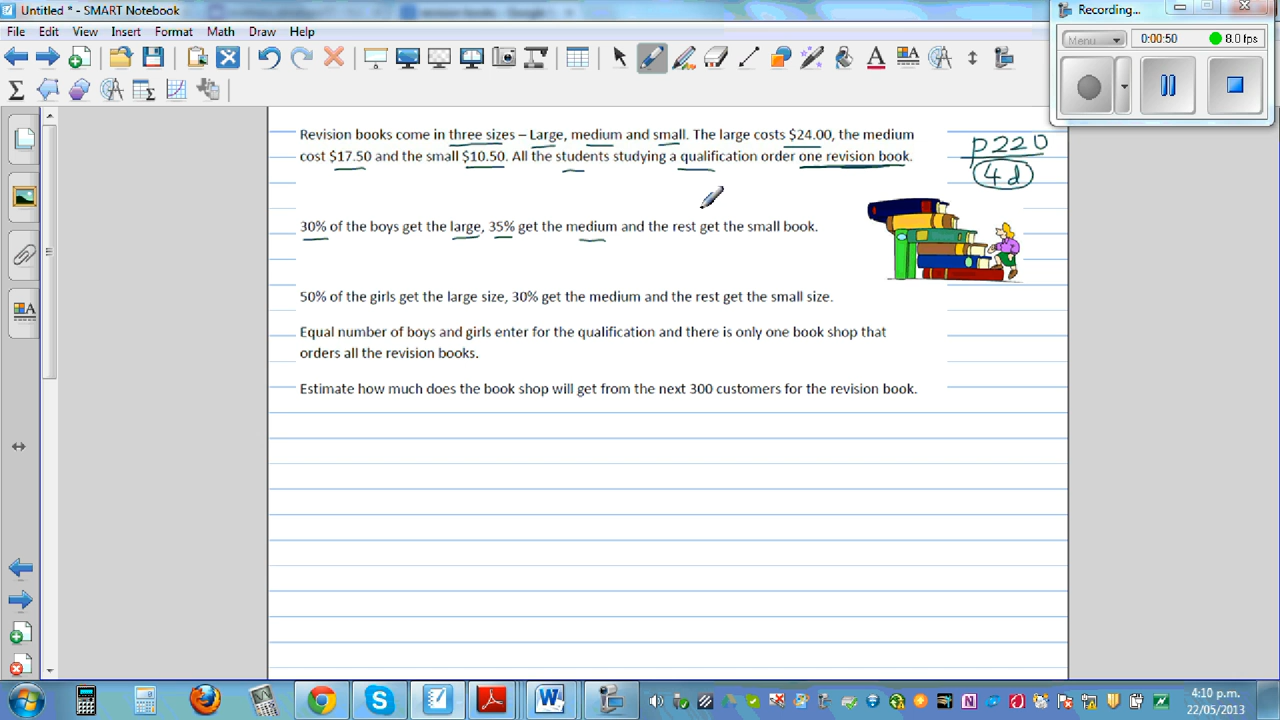 Untitled * - SMART Notebook
Recording...
File Edit View Insert Format Math Draw Help
Menu
0:00:50
8.0 fps
Revision books come in three sizes – Large, medium and small. The large costs $24.00, the medium
cost $17.50 and the small $10.50. All the students studying a qualification order one revision book.
p220
4d
30% of the boys get the large, 35% get the medium and the rest get the small book.
50% of the girls get the large size, 30% get the medium and the rest get the small size.
Equal number of boys and girls enter for the qualification and there is only one book shop that
orders all the revision books.
Estimate how much does the book shop will get from the next 300 customers for the revision book.
4:10 p.m.
22/05/2013